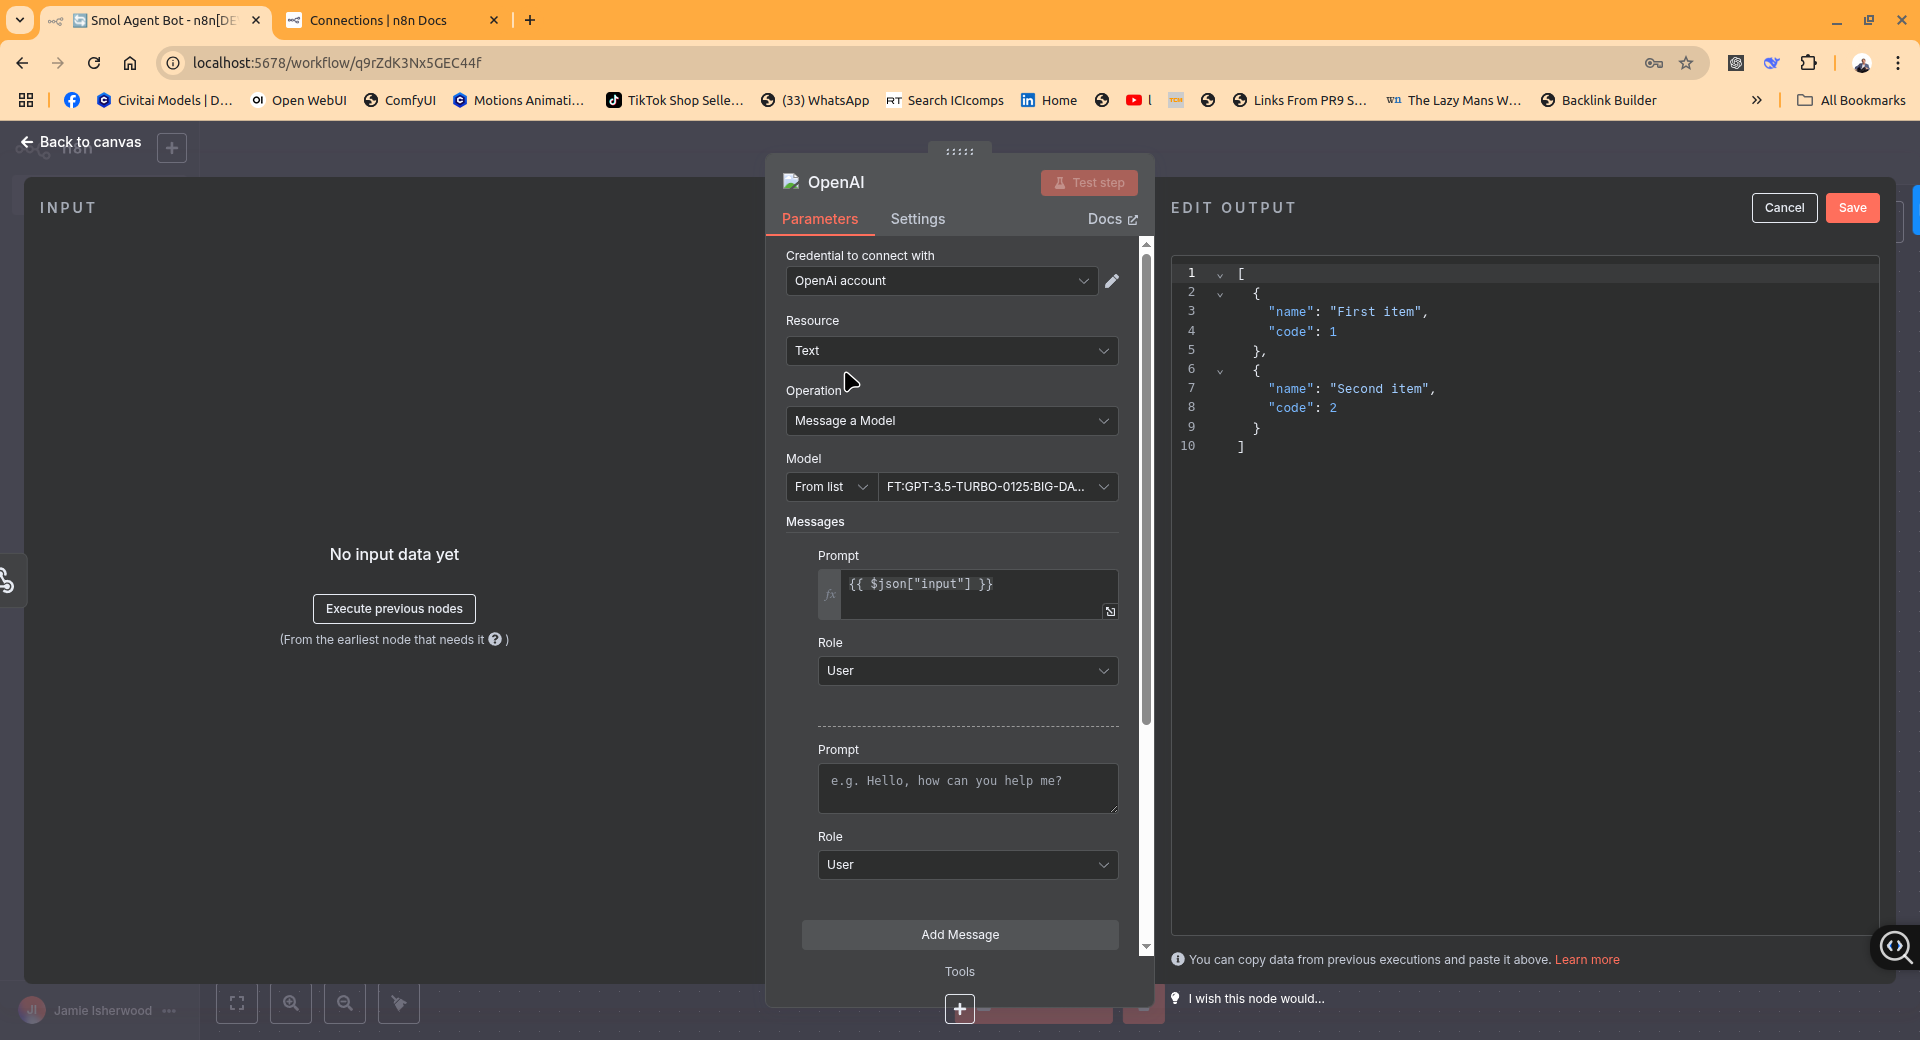 Smol Agent Bot - n8n[DE
Connections | n8n Docs
localhost:5678/workflow/q9rZdK3Nx5GEC44f
Civitai Models | D...
OI Open WebUI
ComfyUI
Motions Animati...
TikTok Shop Selle...
(33) WhatsApp
RT Search ICIcomps
Home
l
Links From PR9 S...
wn The Lazy Mans W...
Backlink Builder
All Bookmarks
Back to canvas
n8n
INPUT
No input data yet
Execute previous nodes
(From the earliest node that needs it ? )
OpenAI
Test step
Parameters
Settings
Docs
Credential to connect with
OpenAi account
Resource
Text
Operation
Message a Model
Model
From list
FT:GPT-3.5-TURBO-0125:BIG-DA...
Messages
Prompt
fx {{ $json["input"] }}
Role
User
Prompt
e.g. Hello, how can you help me?
Role
User
Add Message
Tools
EDIT OUTPUT
Cancel
Save
1 [
2 {
3 "name": "First item",
4 "code": 1
5 },
6 {
7 "name": "Second item",
8 "code": 2
9 }
10 ]
You can copy data from previous executions and paste it above. Learn more
I wish this node would...
JI Jamie Isherwood